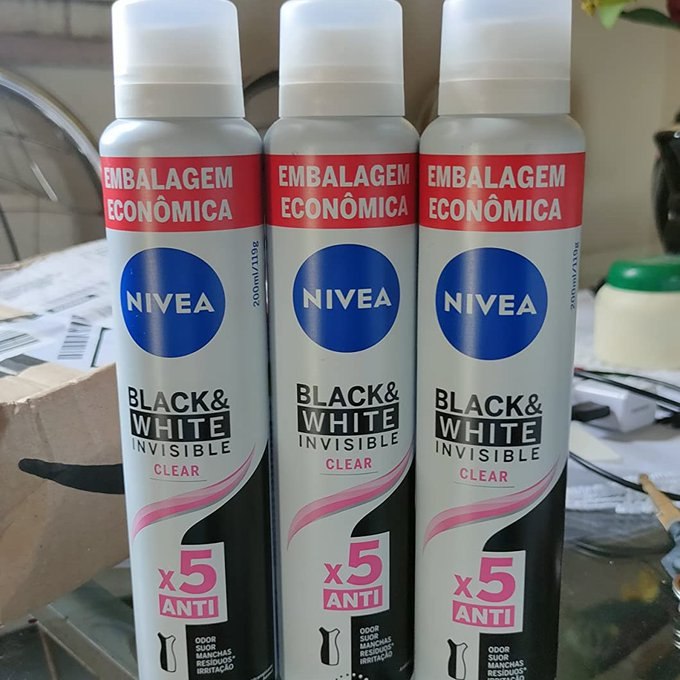 EMBALAGEM
ECONÔMICA
200ml/119g
NIVEA
BLACK&
WHITE
INVISIBLE
CLEAR
x5
ANTI
ODOR
SUOR
MANCHAS
RESÍDUOS*
IRRITAÇÃO
EMBALAGEM
ECONÔMICA
NIVEA
BLACK&
WHITE
INVISIBLE
CLEAR
x5
ANTI
ODOR
SUOR
MANCHAS
RESÍDUOS*
IRRITAÇÃO
EMBALAGEM
ECONÔMICA
200ml/119g
NIVEA
BLACK&
WHITE
INVISIBLE
CLEAR
x5
ANTI
ODOR
SUOR
MANCHAS
RESÍDUOS*
IRRITAÇÃO